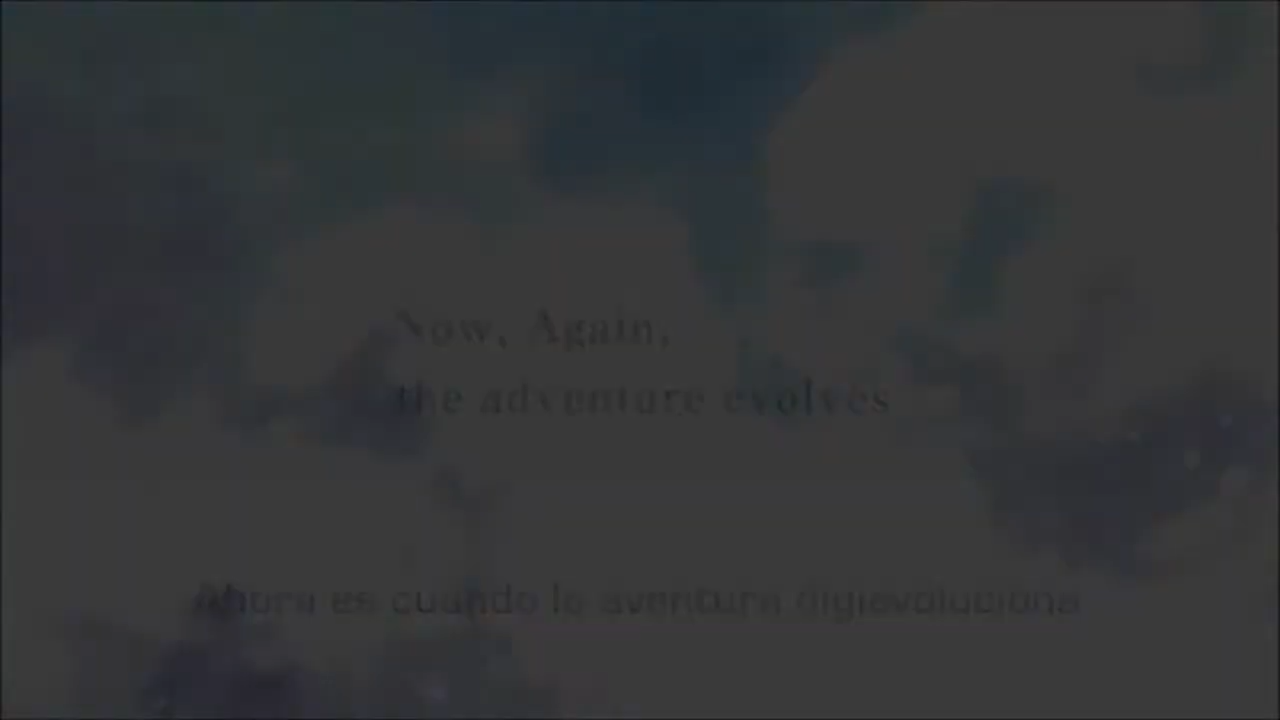 Now, Again,
the adventure evolves
Ahora es cuando la aventura digievoluciona